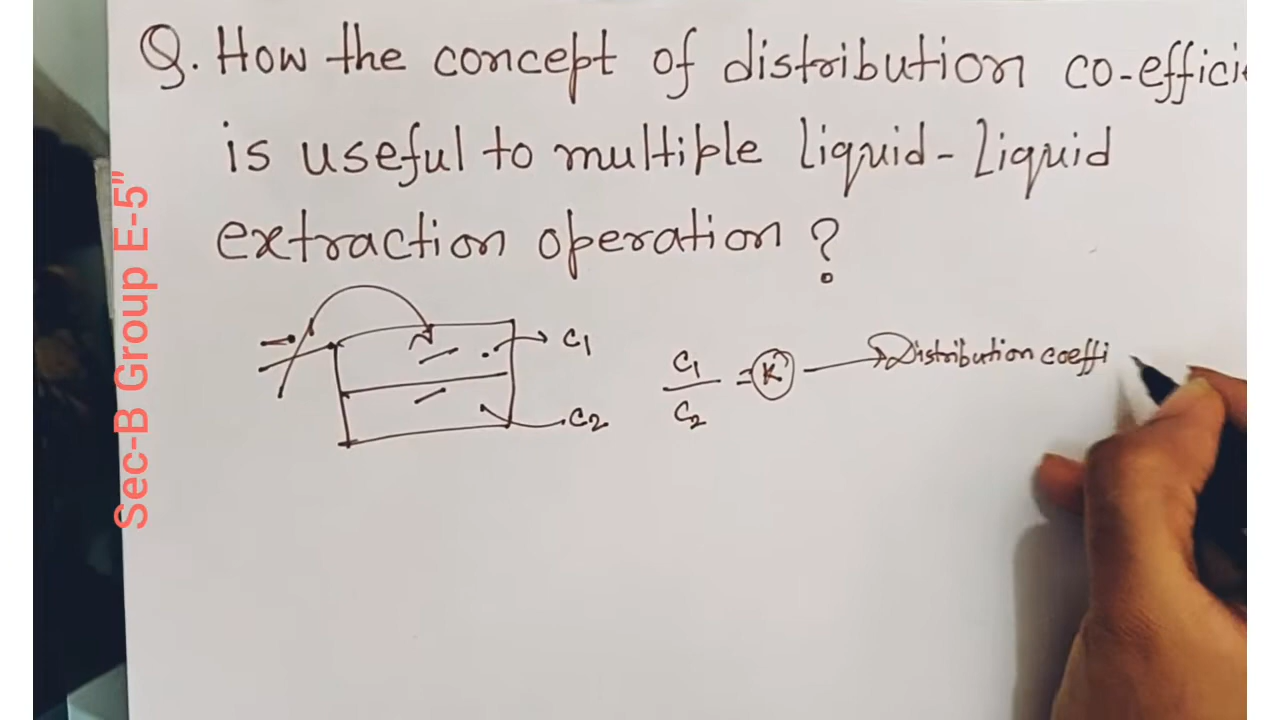 Q. How the concept of distribution co-effici
is useful to multiple liquid-Liquid
extraction operation ?
C1
C1
C2
= K
Distribution coeffi
C2
Sec-B Group E-5"